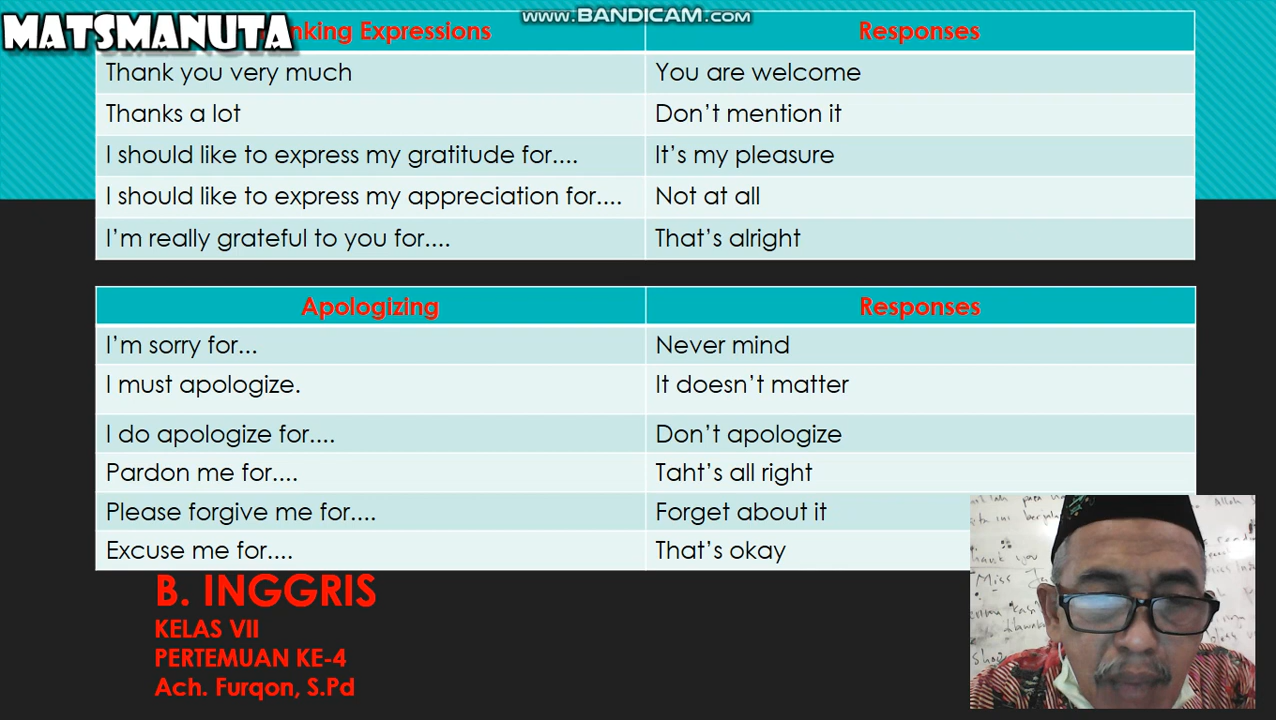 www.BANDICAM.com
MATSMANUTA
nking Expressions Responses
Thank you very much You are welcome
Thanks a lot Don't mention it
I should like to express my gratitude for.... It's my pleasure
I should like to express my appreciation for.... Not at all
I'm really grateful to you for.... That's alright
Apologizing Responses
I'm sorry for... Never mind
I must apologize. It doesn't matter
I do apologize for.... Don't apologize
Pardon me for.... Taht's all right
Please forgive me for.... Forget about it
Excuse me for.... That's okay
B. INGGRIS
KELAS VII
PERTEMUAN KE-4
Ach. Furqon, S.Pd
Miss